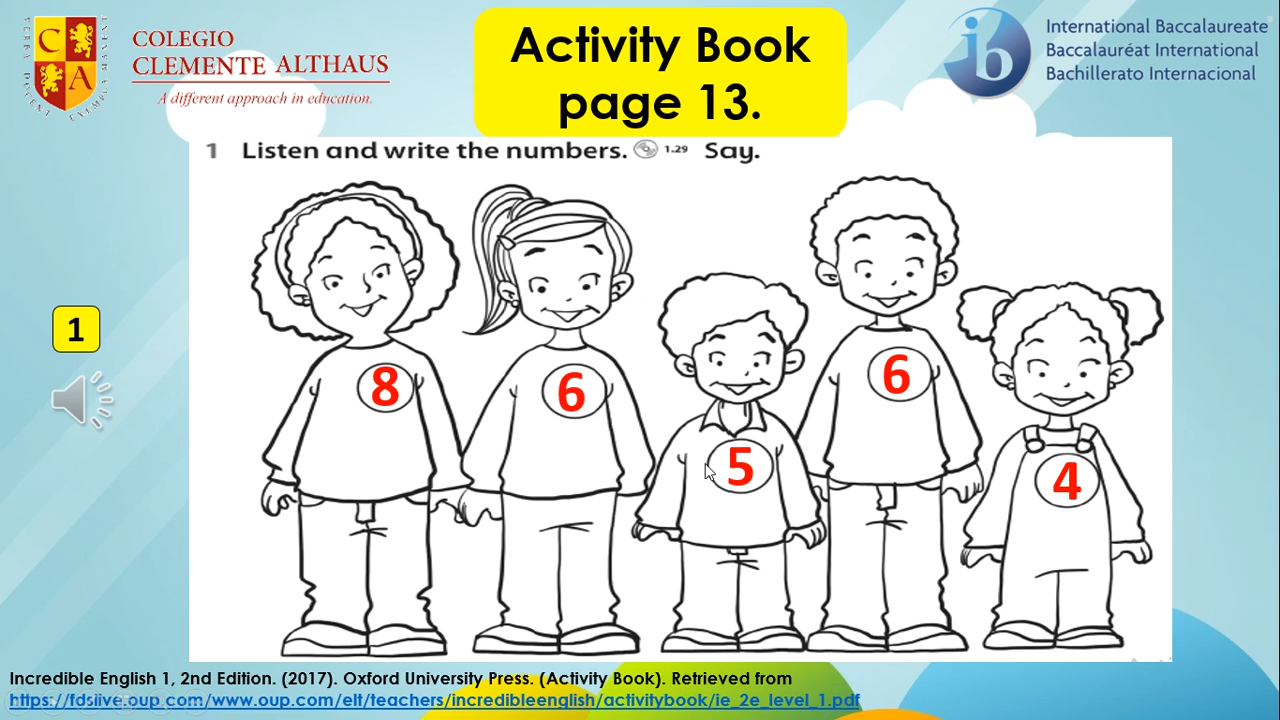 COLEGIO
CLEMENTE ALTHAUS
A different approach in education.
C
A
Activity Book
page 13.
ib
International Baccalaureate
Baccalauréat International
Bachillerato Internacional
1 Listen and write the numbers. 1.29 Say.
1
8
6
5
6
4
Incredible English 1, 2nd Edition. (2017). Oxford University Press. (Activity Book). Retrieved from
https://fdslive.oup.com/www.oup.com/elt/teachers/incredibleenglish/activitybook/ie_2e_level_1.pdf